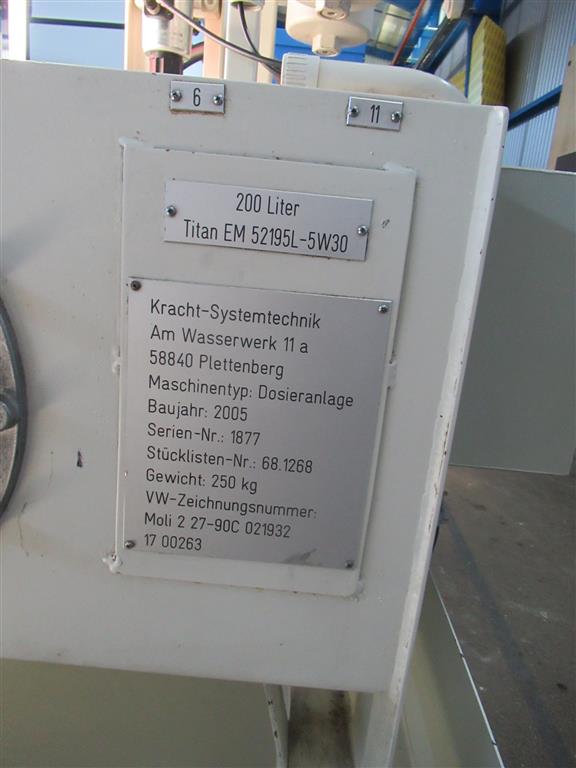 6
11
200 Liter
Titan EM 52195L-5W30
Kracht-Systemtechnik
Am Wasserwerk 11 a
58840 Plettenberg
Maschinentyp: Dosieranlage
Baujahr: 2005
Serien-Nr.: 1877
Stücklisten-Nr.: 68.1268
Gewicht: 250 kg
VW-Zeichnungsnummer:
Moli 2 27-90C 021932
17 00263